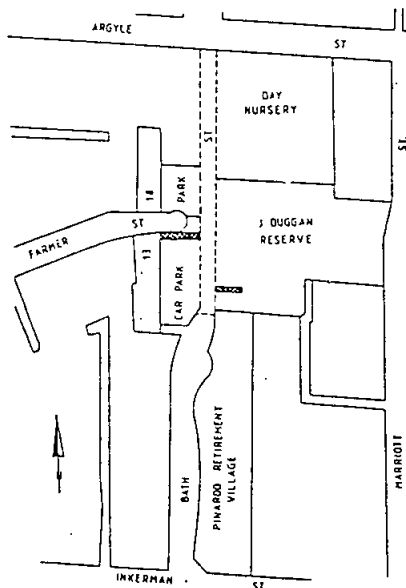 ARGYLE ST
DAY
NURSERY
ST
ST.
PARK
FARMER ST
J DUGGAN
RESERVE
13
CAR PARK
BATH
PINAROO RETIREMENT
VILLAGE
MARRIOTT
INKERMAN ST